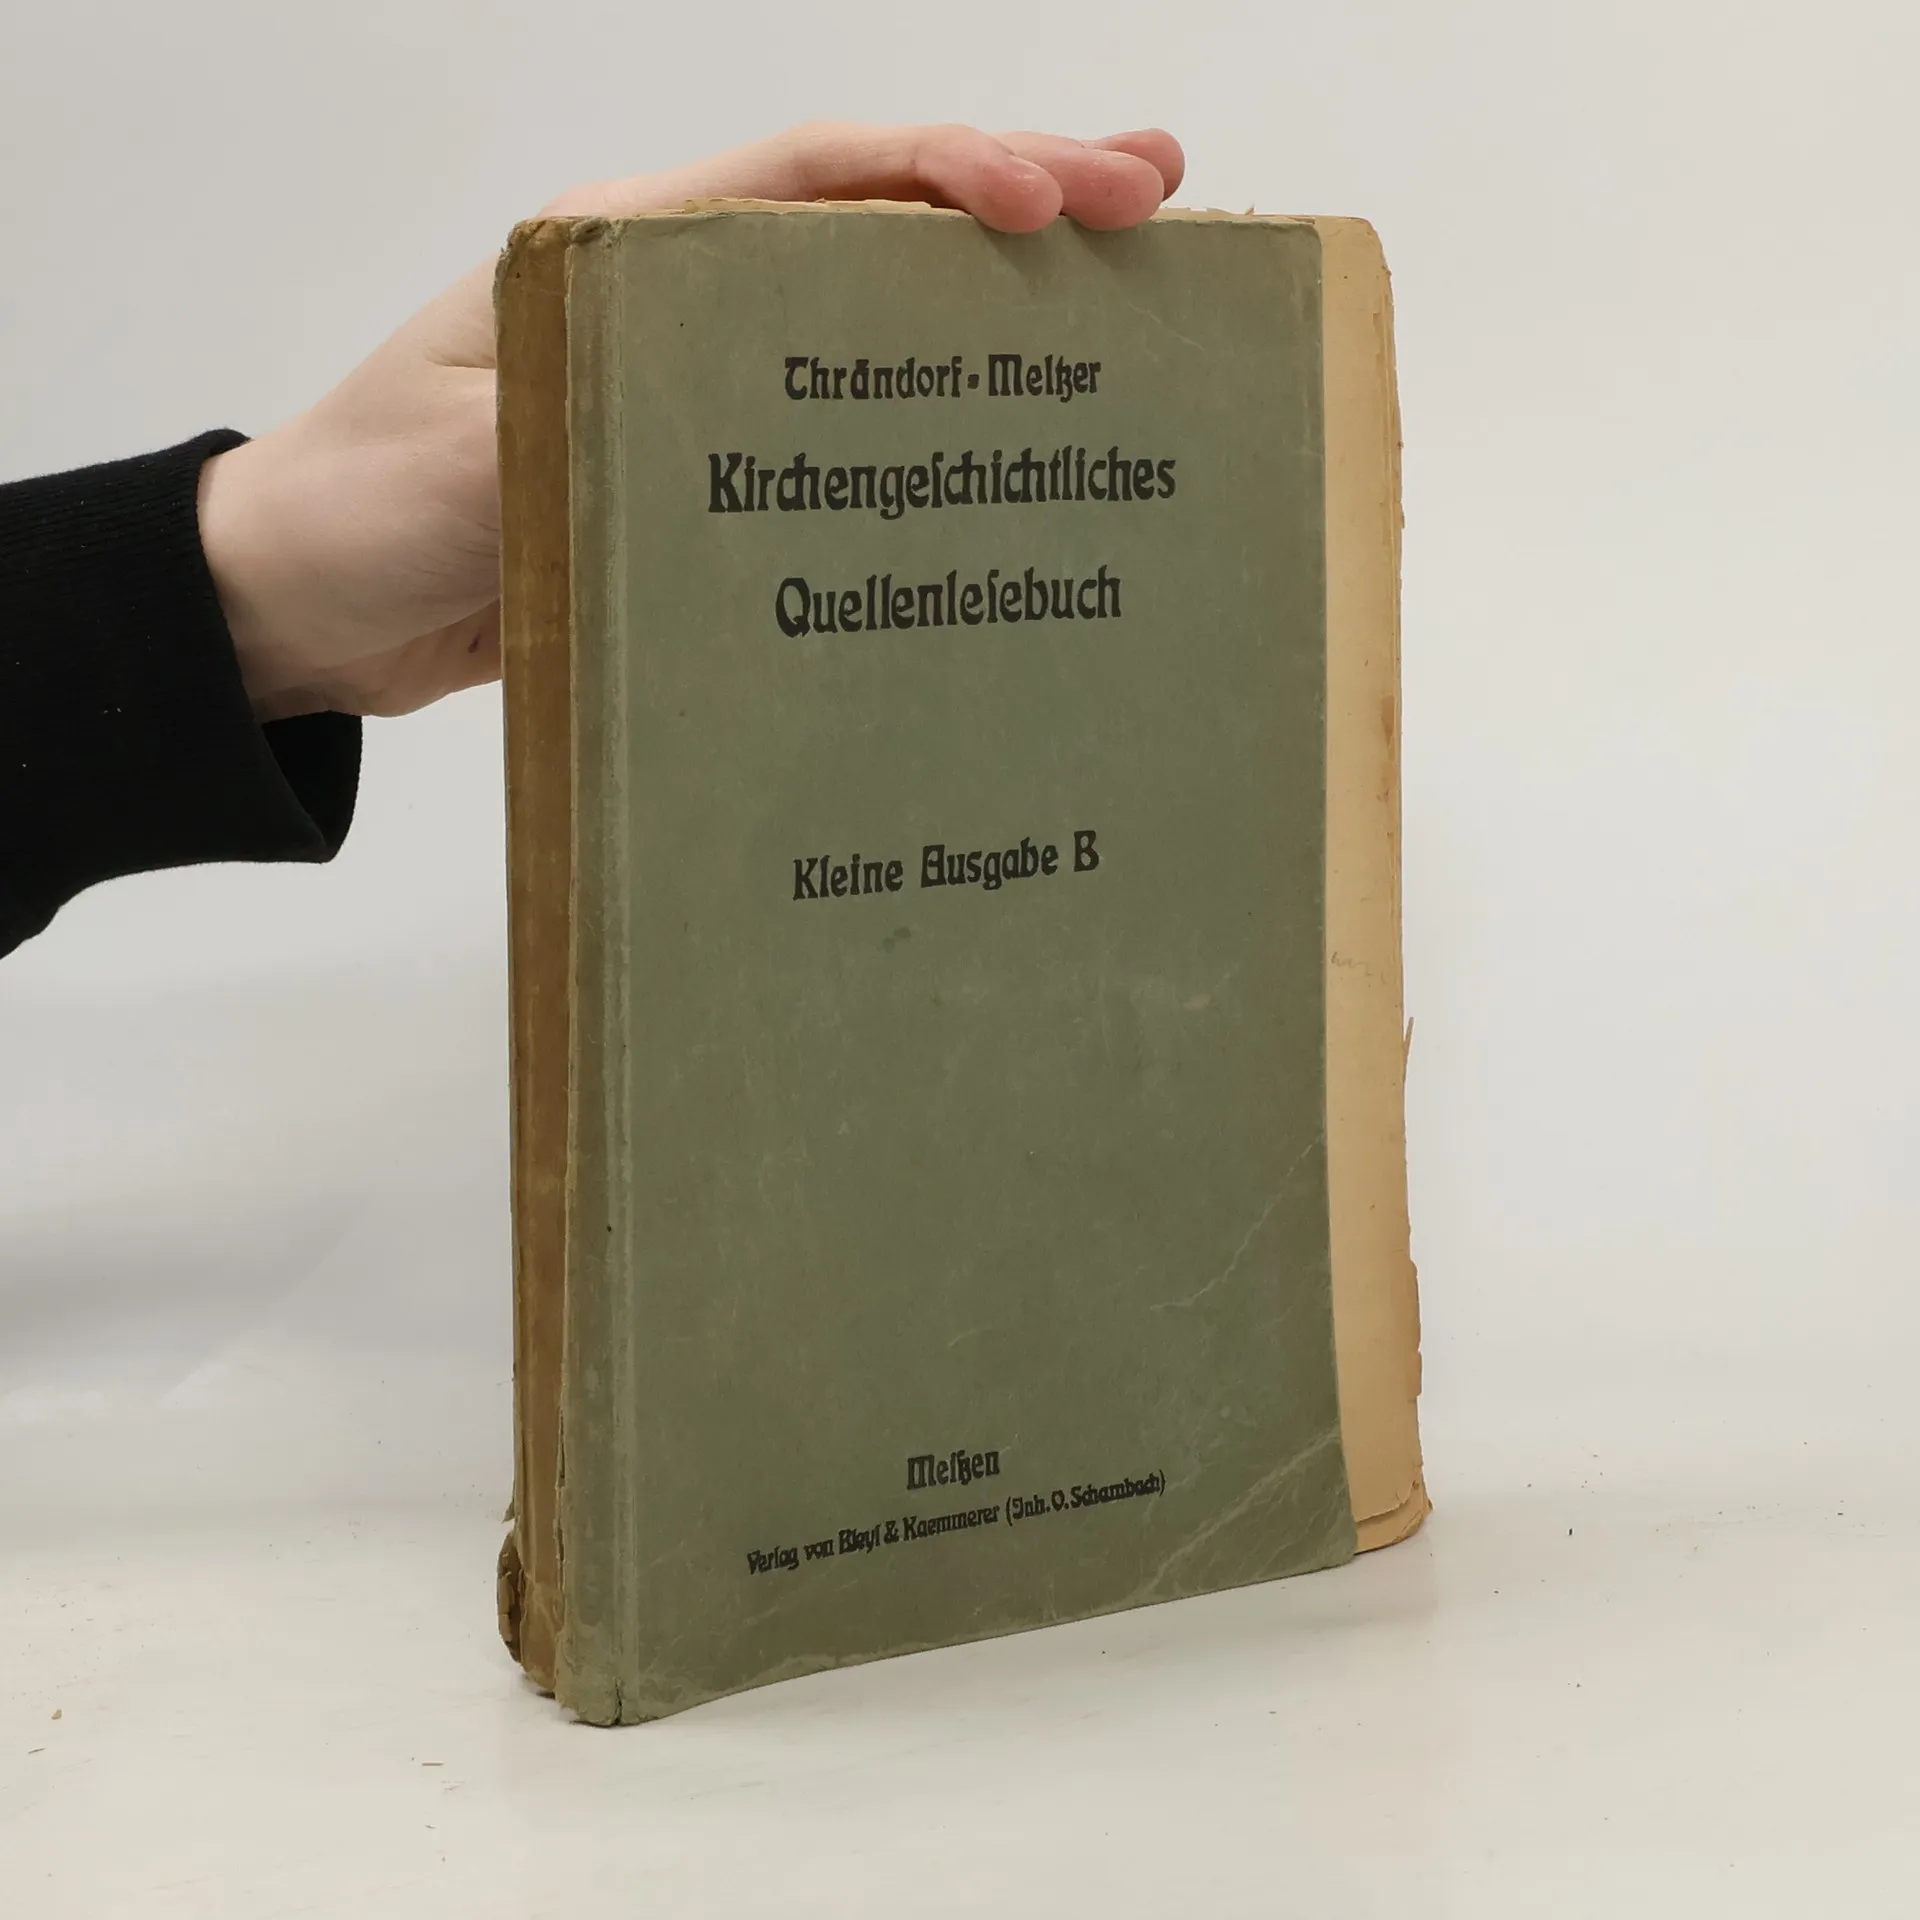 Thrändorf-Meltzer
Kirchengeſchichtliches
Quellenleſebuch
Kleine Ausgabe B
Meißen
Verlag von Bleyl & Kaemmerer (Inh. O. Schambach)